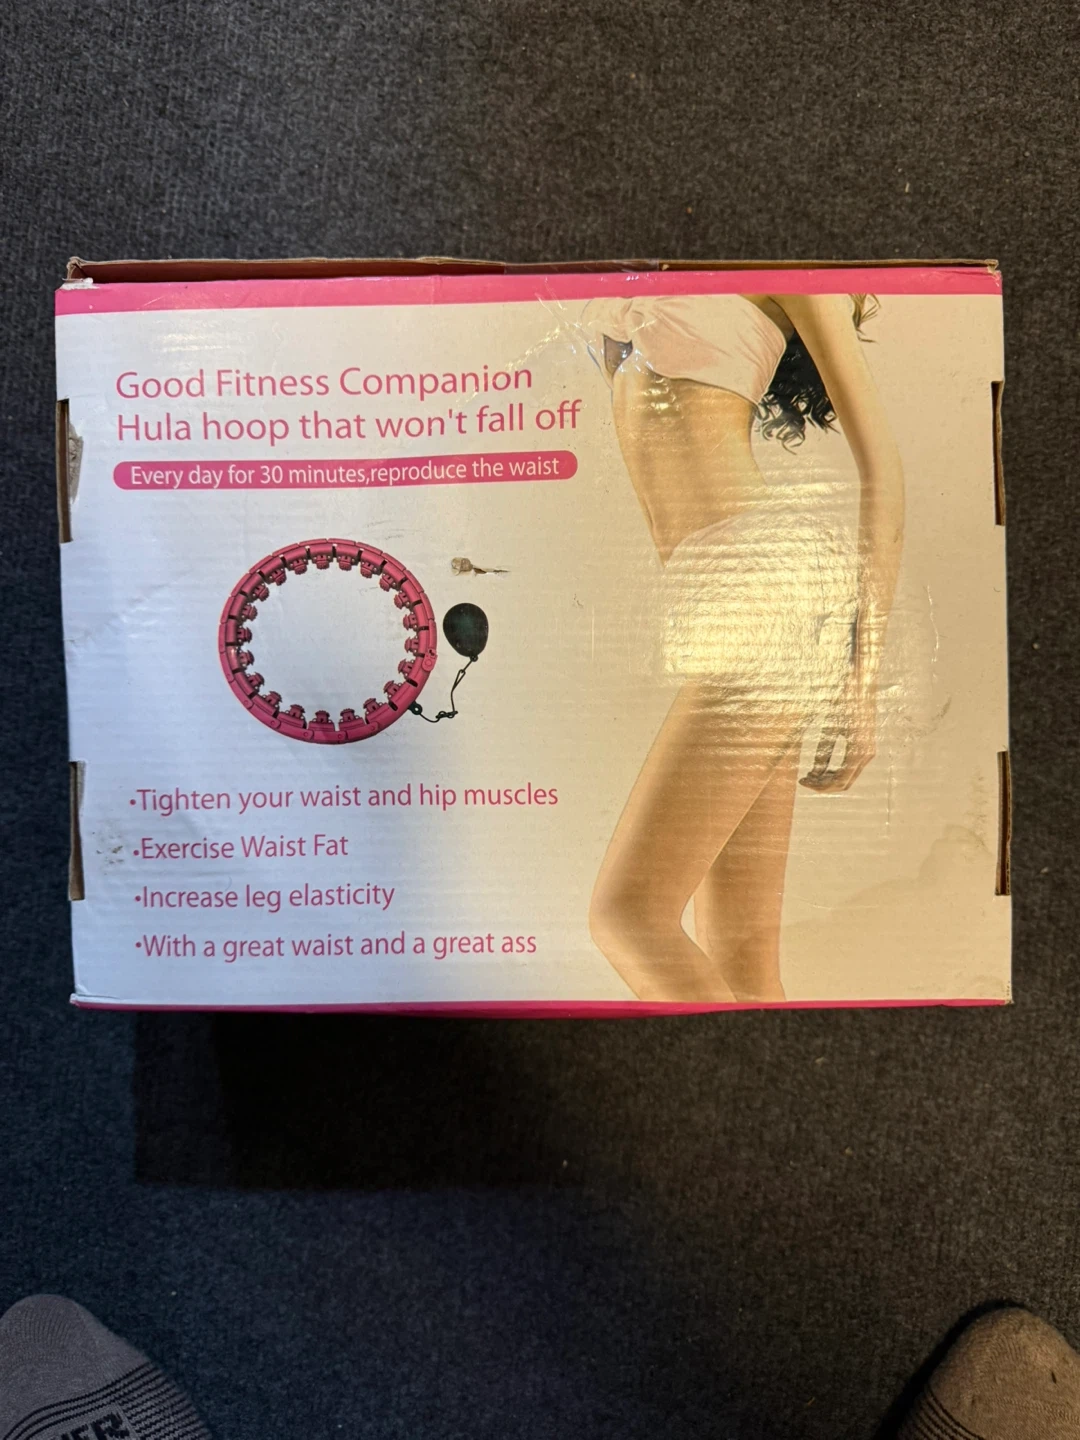 Good Fitness Companion
Hula hoop that won't fall off
Every day for 30 minutes,reproduce the waist
•Tighten your waist and hip muscles
•Exercise Waist Fat
•Increase leg elasticity
•With a great waist and a great ass